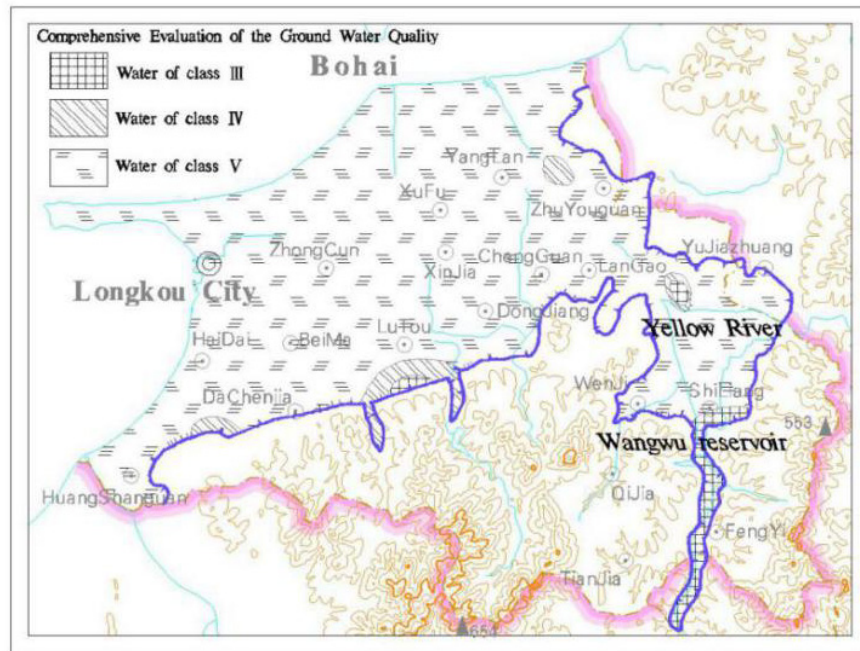 Comprehensive Evaluation of the Ground Water Quality
Bohai
Water of class III
Water of class IV
Water of class V
YangLan
XuFu
ZhuYouguan
YuJiazhuang
ZhongCun
XinJia
ChengGuan
LanGao
Longkou City
DongJiang
Yellow River
LuTou
HaiDai
BeiMa
WenJi
ShiLiang
DaChenjia
553
Wangwu reservoir
HuangShanguan
QiJia
FengYi
TianJia
654